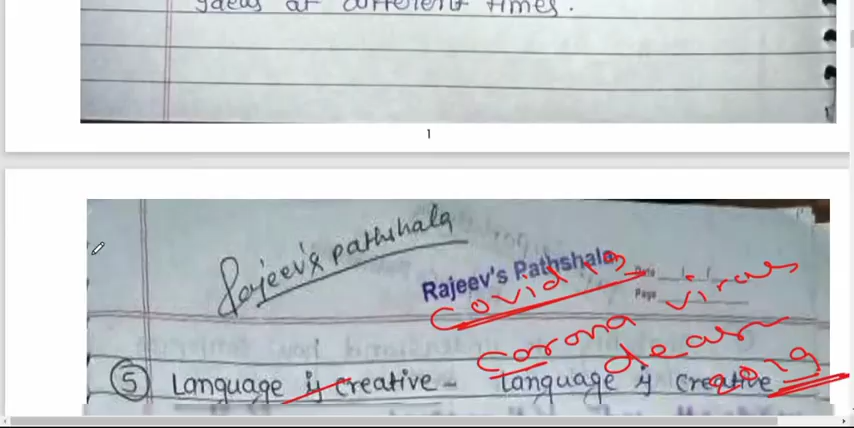 ideas at different times.
1
Rajeev's pathshala
Rajeev's Pathshala
Date
Page
Covid 19
Corona virus
dear
2019
⑤ Language is creative - Language is creative